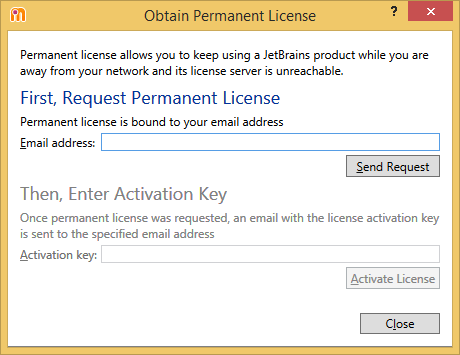 Obtain Permanent License
?
Permanent license allows you to keep using a JetBrains product while you are
away from your network and its license server is unreachable.
First, Request Permanent License
Permanent license is bound to your email address
Email address:
Send Request
Then, Enter Activation Key
Once permanent license was requested, an email with the license activation key
is sent to the specified email address
Activation key:
Activate License
Close